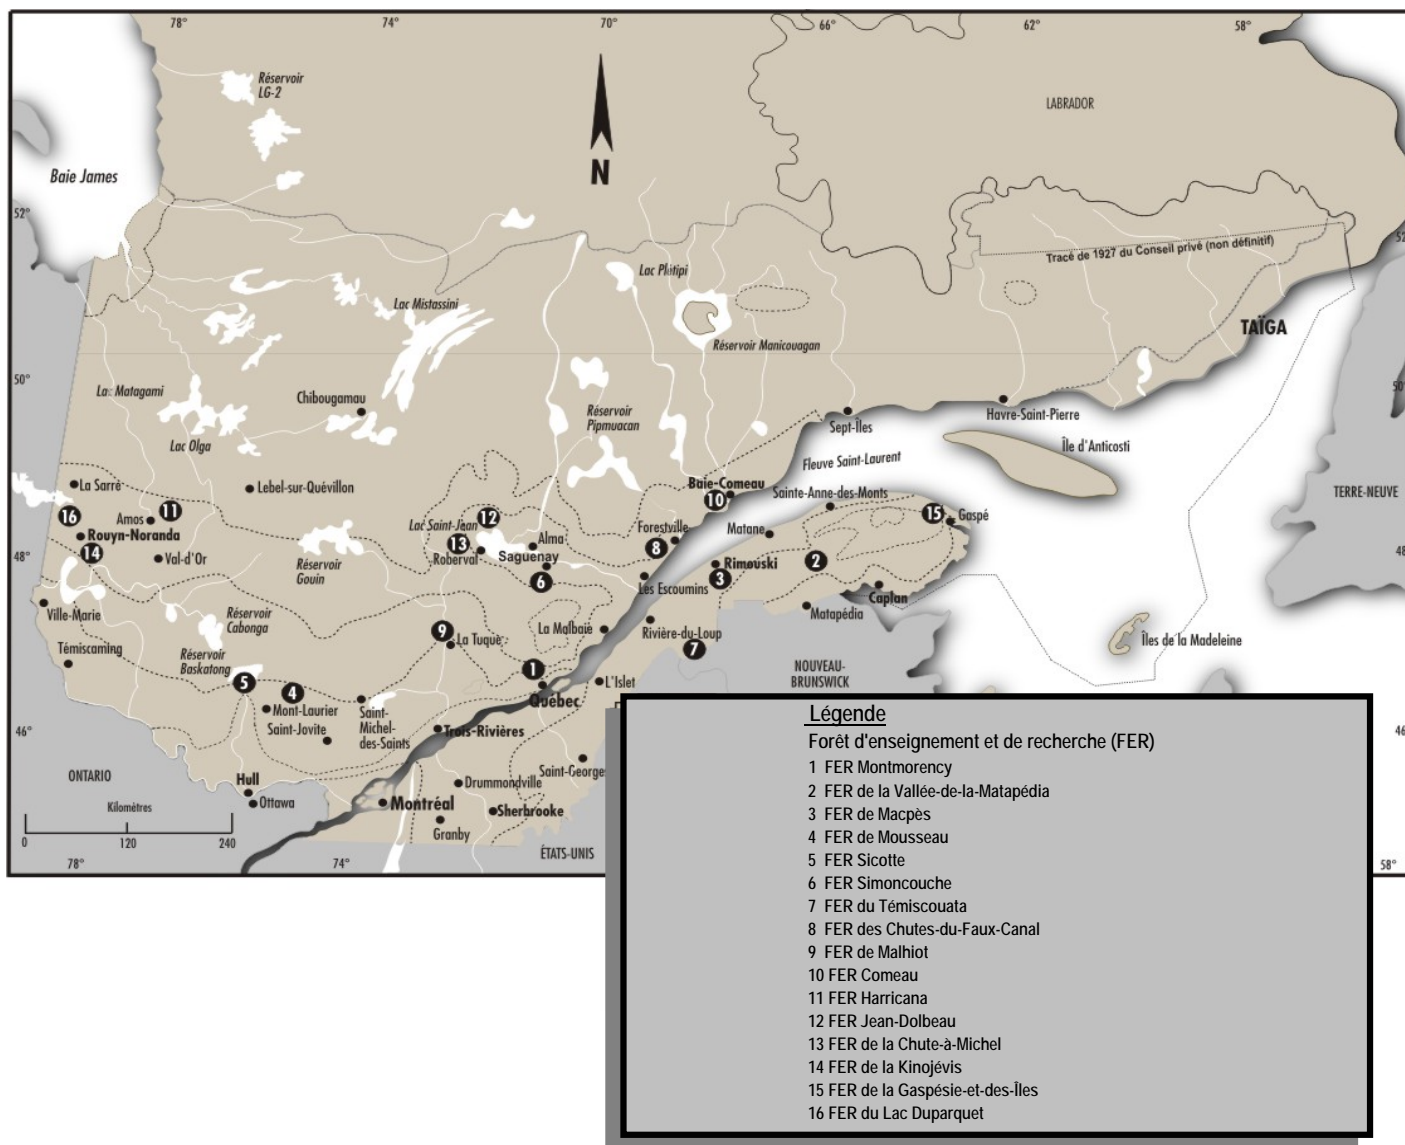 78°
74°
70°
66°
62°
58°
Réservoir
LG-2
LABRADOR
Baie James
N
52°
Tracé de 1927 du Conseil privé (non définitif)
Lac Plétipi
Lac Mistassini
TAÏGA
Réservoir Manicouagan
50°
Lac Matagami
Chibougamau
Réservoir
Pipmuacan
Lac Olga
Sept-Îles
Havre-Saint-Pierre
Île d'Anticosti
Fleuve Saint-Laurent
La Sarre
Lebel-sur-Quévillon
Baie-Comeau
10
Sainte-Anne-des-Monts
TERRE-NEUVE
16
11
Amos
12
Lac Saint-Jean
Forestville
Matane
15
Gaspé
Rouyn-Noranda
13
Alma
8
48°
14
Val-d'Or
Roberval
Saguenay
Rimouski
2
Réservoir
Gouin
6
3
Les Escoumins
Caplan
Ville-Marie
Réservoir
Cabonga
9
La Tuque
La Malbaie
Rivière-du-Loup
Matapédia
Îles de la Madeleine
Témiscaming
Réservoir
Baskatong
7
NOUVEAU-
BRUNSWICK
5
4
1
L'Islet
Québec
Mont-Laurier
Saint-
Michel-
des-Saints
Saint-Jovite
Trois-Rivières
46°
Saint-Georges
ONTARIO
Hull
Drummondville
Ottawa
Montréal
Sherbrooke
Kilomètres
Granby
0
120
240
ÉTATS-UNIS
78°
74°
58°
Légende
Forêt d'enseignement et de recherche (FER)
1 FER Montmorency
2 FER de la Vallée-de-la-Matapédia
3 FER de Macpès
4 FER de Mousseau
5 FER Sicotte
6 FER Simoncouche
7 FER du Témiscouata
8 FER des Chutes-du-Faux-Canal
9 FER de Malhiot
10 FER Comeau
11 FER Harricana
12 FER Jean-Dolbeau
13 FER de la Chute-à-Michel
14 FER de la Kinojévis
15 FER de la Gaspésie-et-des-Îles
16 FER du Lac Duparquet